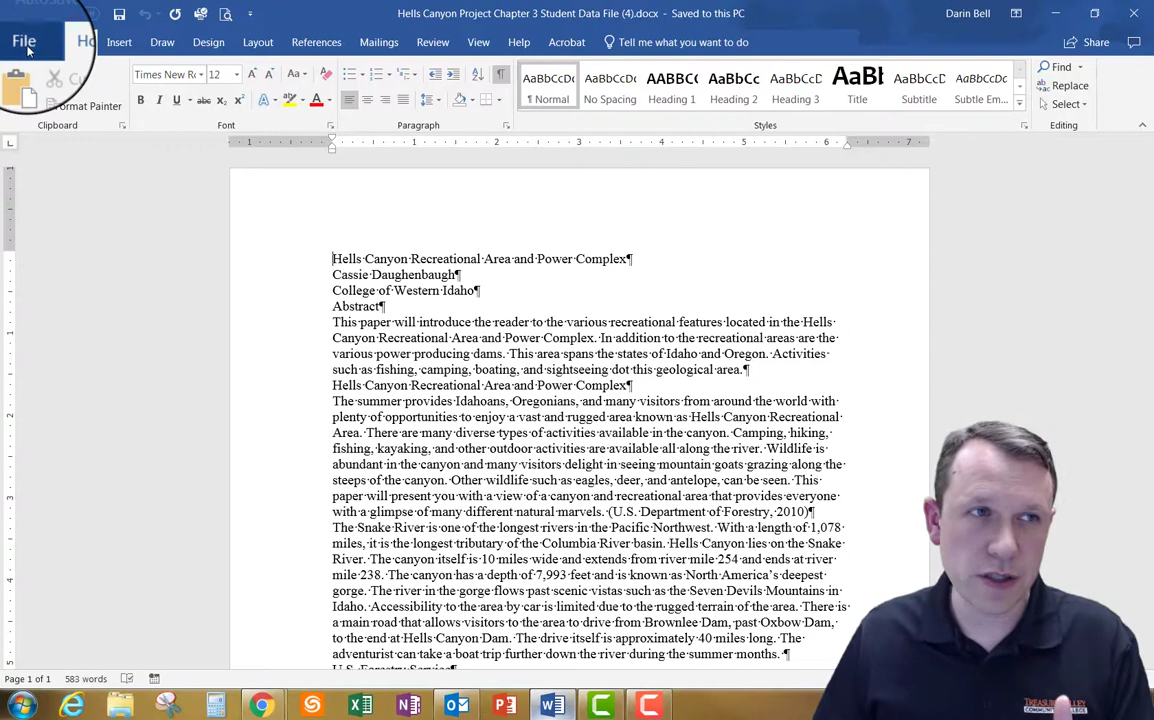 AutoSave
Hells Canyon Project Chapter 3 Student Data File (4).docx - Saved to this PC
Darin Bell
File
Ho
Insert
Draw
Design
Layout
References
Mailings
Review
View
Help
Acrobat
Tell me what you want to do
Share
Cu
Format Painter
Clipboard
Times New Ro
12
Font
Paragraph
AaBbCcDc
¶ Normal
AaBbCcDc
No Spacing
AaBbCc
Heading 1
AaBbCcDc
Heading 2
AaBbCcDc
Heading 3
AaBbC
Title
AaBbCcDc
Subtitle
AaBbCcDc
Subtle Em...
Styles
Find
Replace
Select
Editing
1 1 2 3 4 5 6 7
Hells·Canyon·Recreational·Area·and·Power·Complex¶
Cassie·Daughenbaugh¶
College·of·Western·Idaho¶
Abstract¶
This·paper·will·introduce·the·reader·to·the·various·recreational·features·located·in·the·Hells·
Canyon·Recreational·Area·and·Power·Complex.·In·addition·to·the·recreational·areas·are·the·
various·power·producing·dams.·This·area·spans·the·states·of·Idaho·and·Oregon.·Activities·
such·as·fishing,·camping,·boating,·and·sightseeing·dot·this·geological·area.¶
Hells·Canyon·Recreational·Area·and·Power·Complex¶
The·summer·provides·Idahoans,·Oregonians,·and·many·visitors·from·around·the·world·with·
plenty·of·opportunities·to·enjoy·a·vast·and·rugged·area·known·as·Hells·Canyon·Recreational·
Area.·There·are·many·diverse·types·of·activities·available·in·the·canyon.·Camping,·hiking,·
fishing,·kayaking,·and·other·outdoor·activities·are·available·all·along·the·river.·Wildlife·is·
abundant·in·the·canyon·and·many·visitors·delight·in·seeing·mountain·goats·grazing·along·the·
steeps·of·the·canyon.·Other·wildlife·such·as·eagles,·deer,·and·antelope,·can·be·seen.·This·
paper·will·present·you·with·a·view·of·a·canyon·and·recreational·area·that·provides·everyone·
with·a·glimpse·of·many·different·natural·marvels.·(U.S.·Department·of·Forestry,·2010)¶
The·Snake·River·is·one·of·the·longest·rivers·in·the·Pacific·Northwest.·With·a·length·of·1,078·
miles,·it·is·the·longest·tributary·of·the·Columbia·River·basin.·Hells·Canyon·lies·on·the·Snake·
River.·The·canyon·itself·is·10·miles·wide·and·extends·from·river·mile·254·and·ends·at·river·
mile·238.·The·canyon·has·a·depth·of·7,993·feet·and·is·known·as·North·America's·deepest·
gorge.·The·river·in·the·gorge·flows·past·scenic·vistas·such·as·the·Seven·Devils·Mountains·in·
Idaho.·Accessibility·to·the·area·by·car·is·limited·due·to·the·rugged·terrain·of·the·area.·There·is·
a·main·road·that·allows·visitors·to·the·area·to·drive·from·Brownlee·Dam,·past·Oxbow·Dam,·
to·the·end·at·Hells·Canyon·Dam.·The·drive·itself·is·approximately·40·miles·long.·The·
adventurist·can·take·a·boat·trip·further·down·the·river·during·the·summer·months.·¶
U.S.·Forestry·Service¶
TREASURE VALLEY
COMMUNITY COLLEGE
Page 1 of 1
583 words